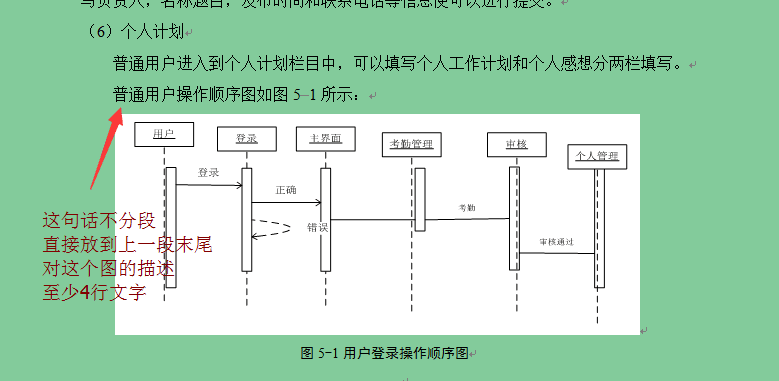 写负责人，名称题目，发布时间和联系电话等信息便可以进行提交。
（6）个人计划
普通用户进入到个人计划栏目中，可以填写个人工作计划和个人感想分两栏填写。
普通用户操作顺序图如图 5–1 所示：
用户
登录
主界面
考勤管理
审核
个人管理
登录
正确
错误
考勤
审核通过
这句话不分段
直接放到上一段末尾
对这个图的描述
至少4行文字
图 5-1 用户登录操作顺序图